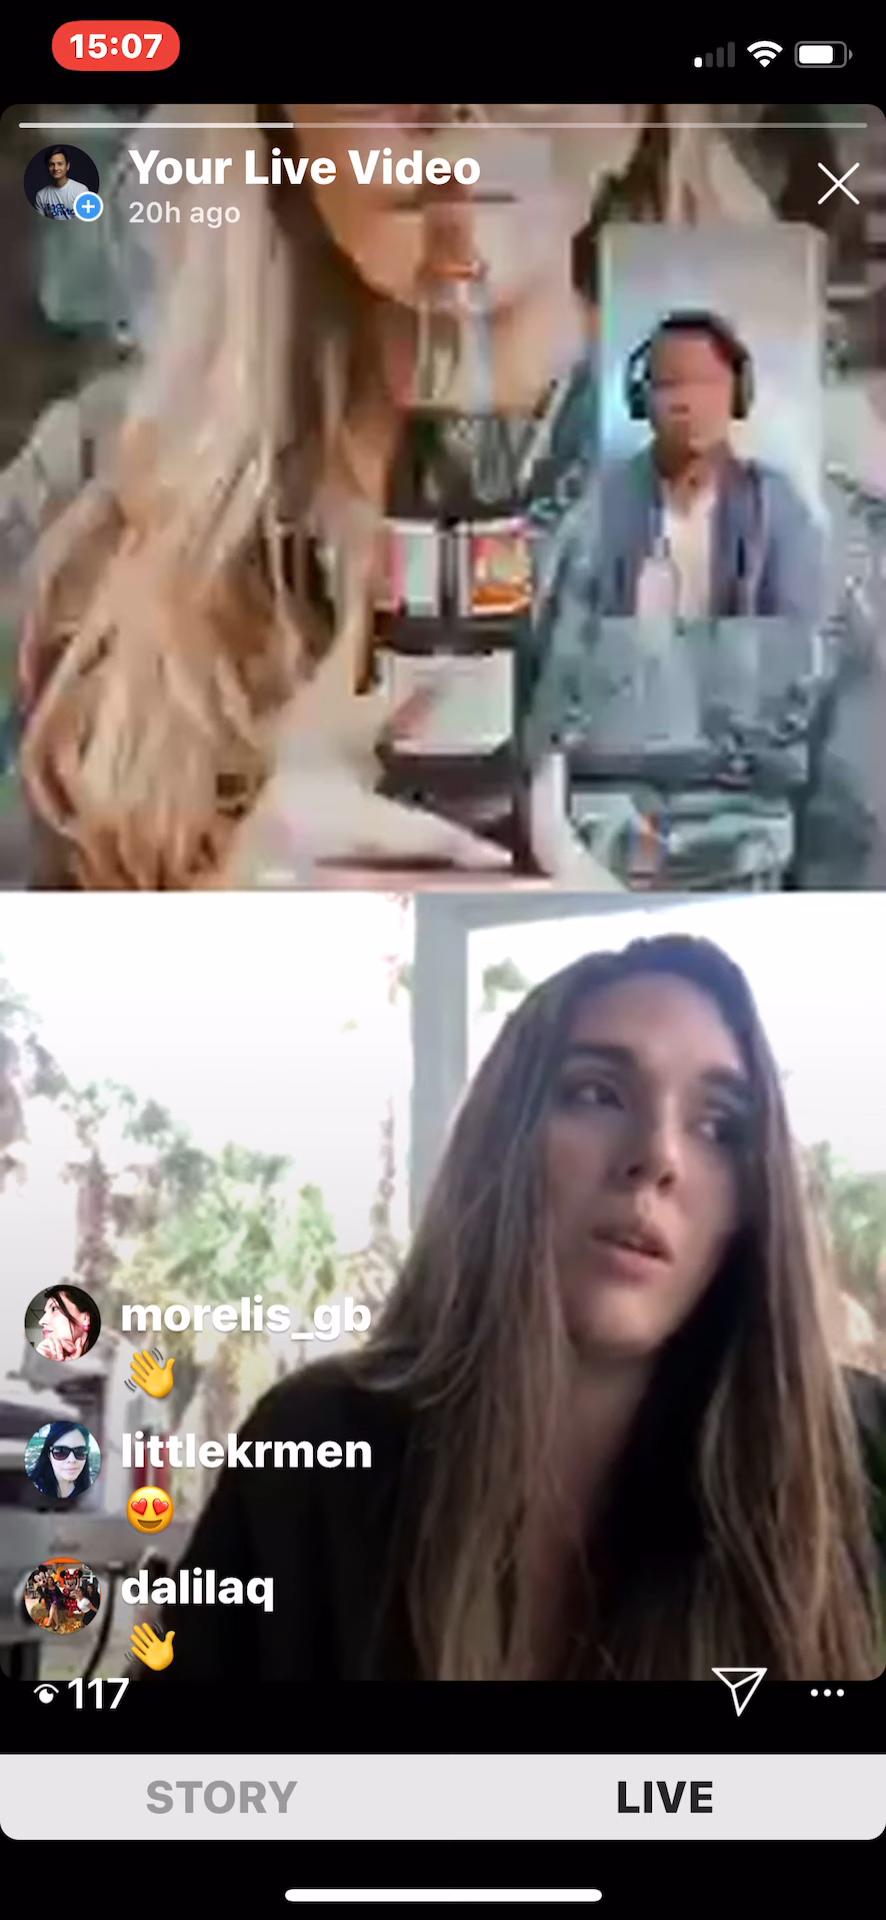 15:07
Your Live Video
20h ago
morelis_gb
👋
littlekrmen
😍
dalilaq
👋
117
STORY
LIVE